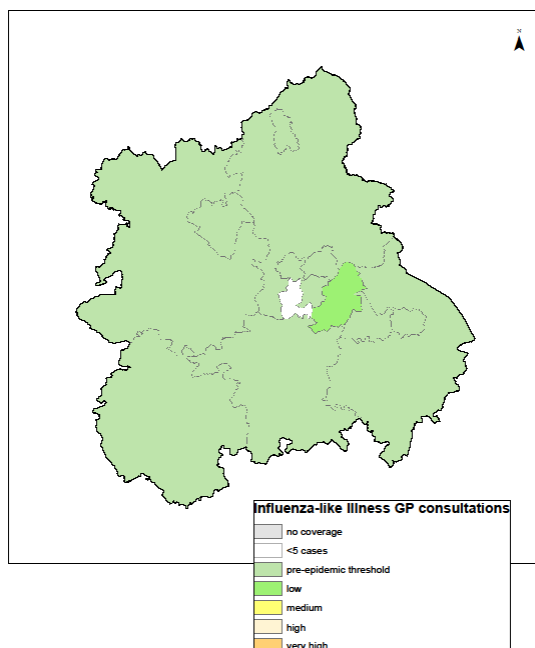 N
Influenza-like Illness GP consultations
no coverage
<5 cases
pre-epidemic threshold
low
medium
high
very high